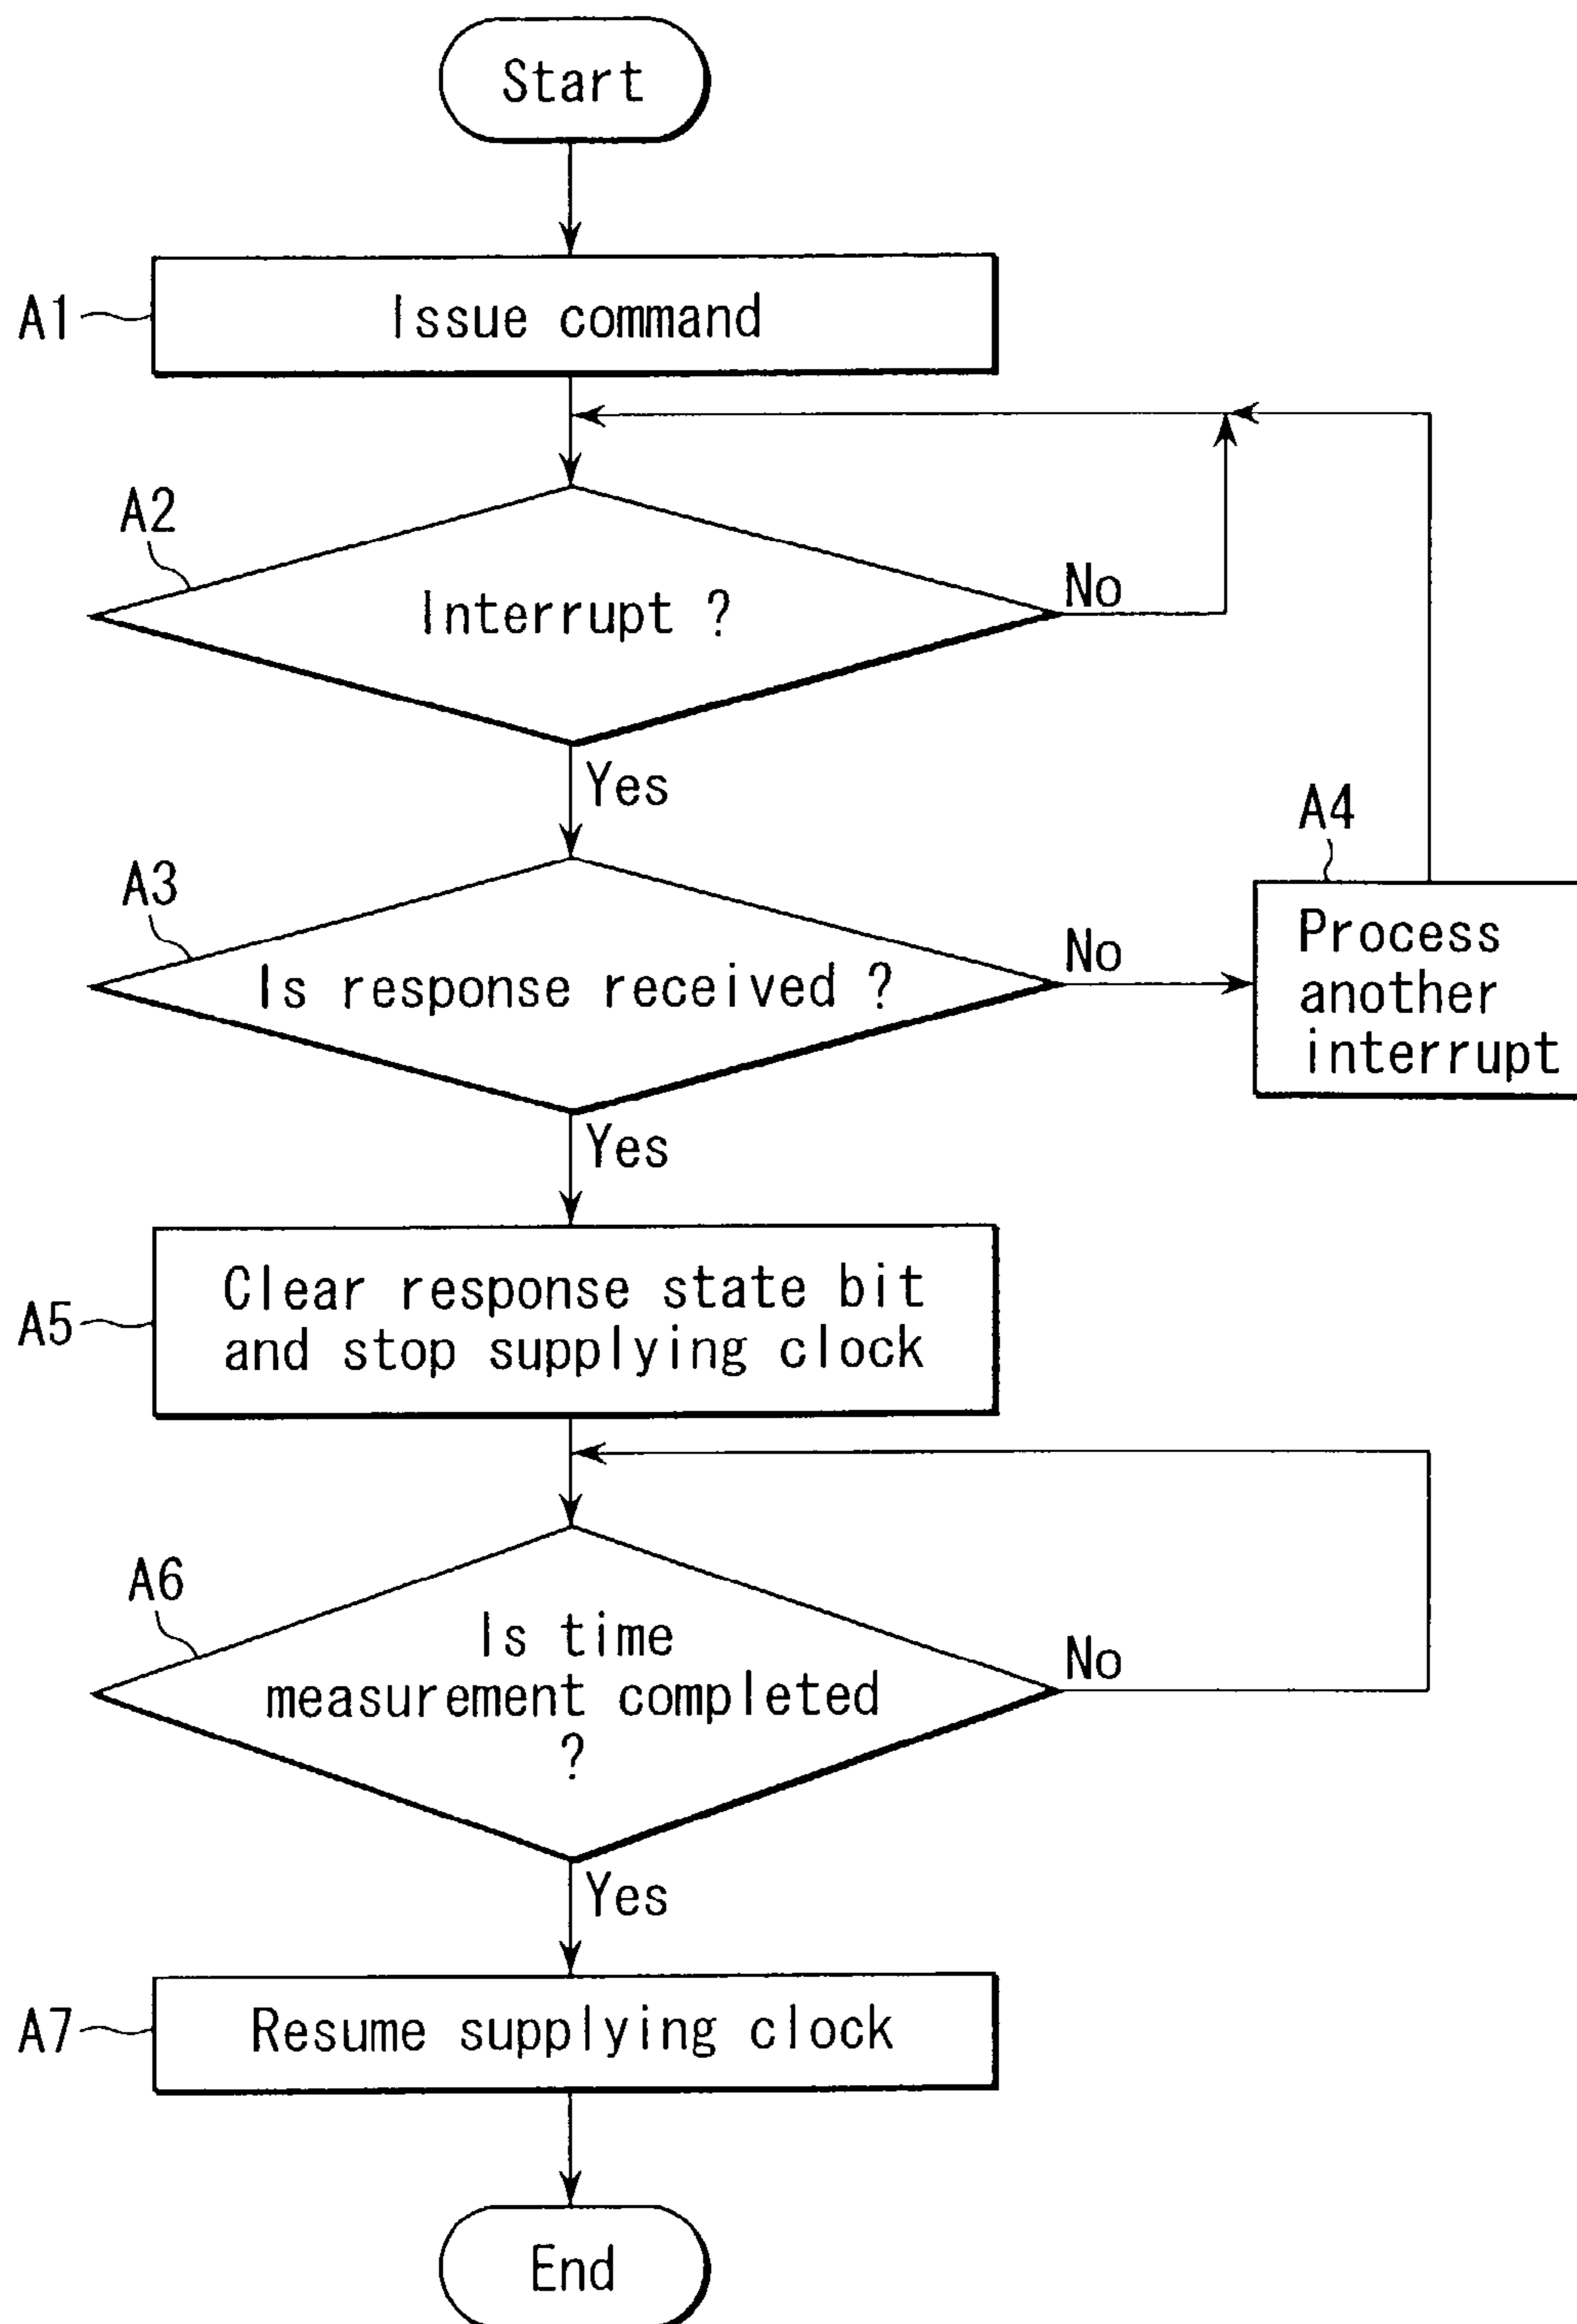 Start
A1
Issue command
A2
Interrupt ?
No
Yes
A3
Is response received ?
No
A4
Process
another
interrupt
Yes
A5
Clear response state bit
and stop supplying clock
A6
Is time
measurement completed
?
No
Yes
A7
Resume supplying clock
End